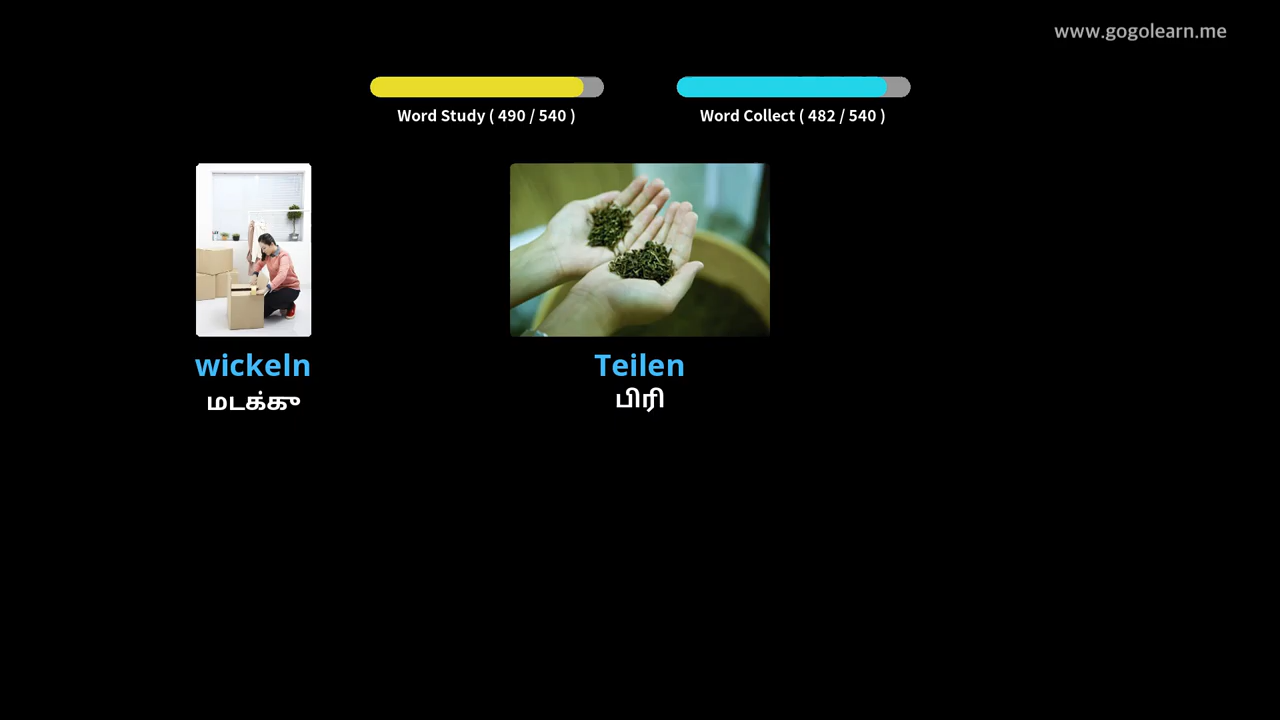 www.gogolearn.me
Word Study ( 490 / 540 )
Word Collect ( 482 / 540 )
wickeln
மடக்கு
Teilen
பிரி